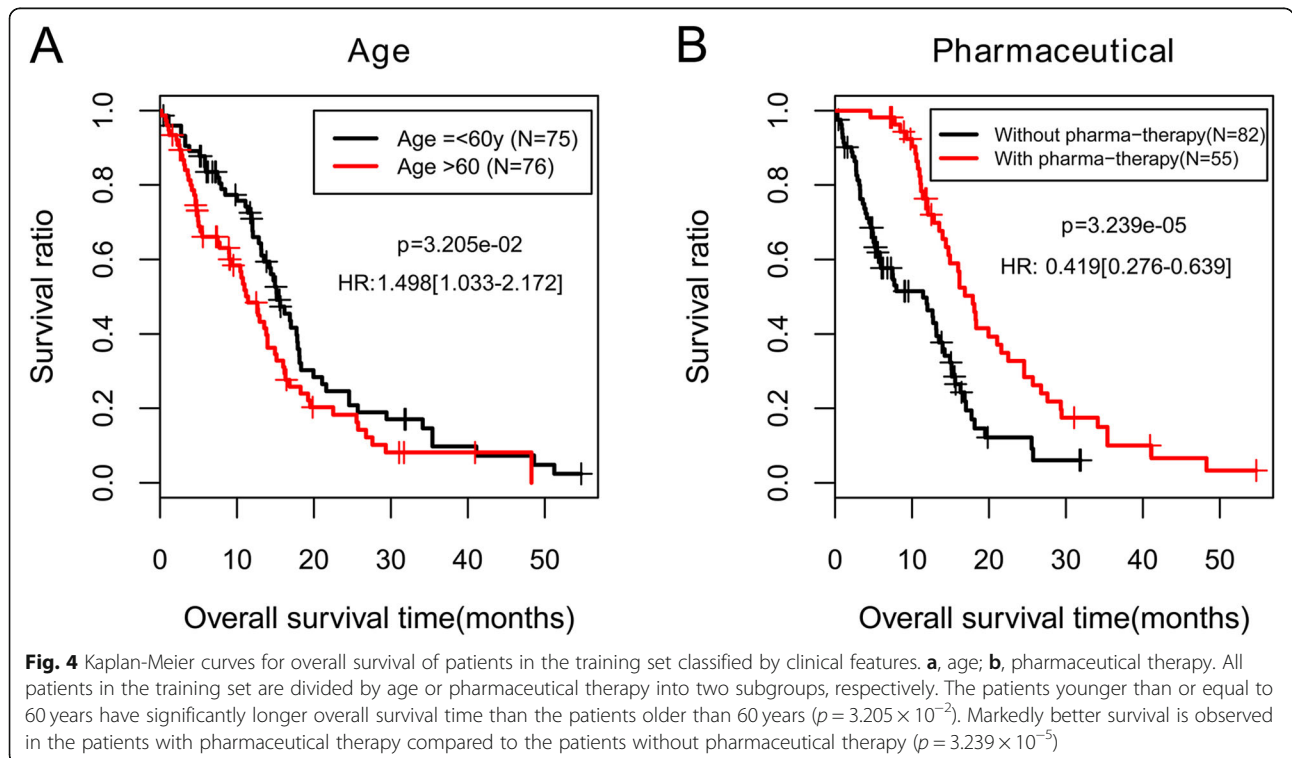 A
Age
1.0
0.8
0.6
0.4
0.2
0.0
Survival ratio
Age =<60y (N=75)
Age >60 (N=76)
p=3.205e-02
HR:1.498[1.033-2.172]
0 10 20 30 40 50
Overall survival time(months)
B
Pharmaceutical
1.0
0.8
0.6
0.4
0.2
0.0
Survival ratio
Without pharma-therapy(N=82)
With pharma-therapy(N=55)
p=3.239e-05
HR: 0.419[0.276-0.639]
0 10 20 30 40 50
Overall survival time(months)
Fig. 4 Kaplan-Meier curves for overall survival of patients in the training set classified by clinical features. a, age; b, pharmaceutical therapy. All
patients in the training set are divided by age or pharmaceutical therapy into two subgroups, respectively. The patients younger than or equal to
60 years have significantly longer overall survival time than the patients older than 60 years (p = 3.205 × 10⁻²). Markedly better survival is observed
in the patients with pharmaceutical therapy compared to the patients without pharmaceutical therapy (p = 3.239 × 10⁻⁵)